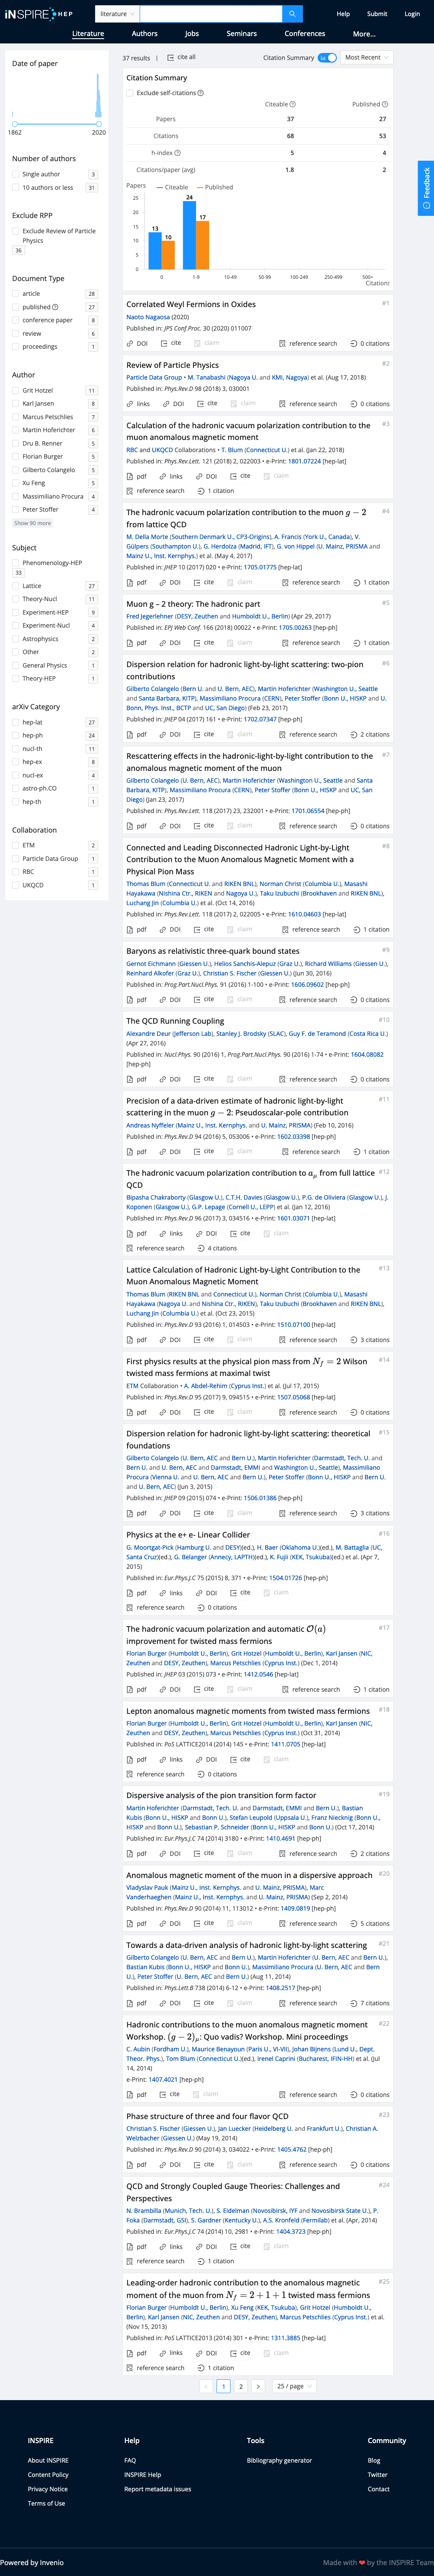 INSPIRE HEP
literature
Help
Submit
Login
Literature
Authors
Jobs
Seminars
Conferences
More...
Date of paper
1862
2020
Number of authors
Single author
3
10 authors or less
31
Exclude RPP
Exclude Review of Particle
Physics
36
Document Type
article
28
published
27
conference paper
8
review
6
proceedings
1
Author
Grit Hotzel
11
Karl Jansen
8
Marcus Petschlies
7
Martin Hoferichter
6
Dru B. Renner
5
Florian Burger
5
Gilberto Colangelo
5
Xu Feng
5
Massimiliano Procura
4
Peter Stoffer
4
Show 90 more
Subject
Phenomenology-HEP
33
Lattice
27
Theory-Nucl
11
Experiment-HEP
9
Experiment-Nucl
4
Astrophysics
2
Other
2
General Physics
1
Theory-HEP
1
arXiv Category
hep-lat
27
hep-ph
24
nucl-th
11
hep-ex
8
nucl-ex
4
astro-ph.CO
1
hep-th
1
Collaboration
ETM
2
Particle Data Group
1
RBC
1
UKQCD
1
37 results
cite all
Citation Summary
Most Recent
Citation Summary
Exclude self-citations
Citeable
Published
Papers
37
27
Citations
68
53
h-index
5
4
Citations/paper (avg)
1.8
2
Papers
Citeable
Published
25
20
15
10
5
0
13
10
24
17
0
1-9
10-49
50-99
100-249
250-499
500+
Citations
Feedback
Correlated Weyl Fermions in Oxides
#1
Naoto Nagaosa (2020)
Published in: JPS Conf.Proc. 30 (2020) 011007
DOI cite claim reference search 0 citations
Review of Particle Physics
#2
Particle Data Group • M. Tanabashi (Nagoya U. and KMI, Nagoya) et al. (Aug 17, 2018)
Published in: Phys.Rev.D 98 (2018) 3, 030001
links DOI cite claim reference search 0 citations
Calculation of the hadronic vacuum polarization contribution to the
#3
muon anomalous magnetic moment
RBC and UKQCD Collaborations • T. Blum (Connecticut U.) et al. (Jan 22, 2018)
Published in: Phys.Rev.Lett. 121 (2018) 2, 022003 • e-Print: 1801.07224 [hep-lat]
pdf links DOI cite claim
reference search 1 citation
The hadronic vacuum polarization contribution to the muon g − 2
#4
from lattice QCD
M. Della Morte (Southern Denmark U., CP3-Origins), A. Francis (York U., Canada), V.
Gülpers (Southampton U.), G. Herdoíza (Madrid, IFT), G. von Hippel (U. Mainz, PRISMA and
Mainz U., Inst. Kernphys.) et al. (May 4, 2017)
Published in: JHEP 10 (2017) 020 • e-Print: 1705.01775 [hep-lat]
pdf DOI cite claim reference search 1 citation
Muon g – 2 theory: The hadronic part
#5
Fred Jegerlehner (DESY, Zeuthen and Humboldt U., Berlin) (Apr 29, 2017)
Published in: EPJ Web Conf. 166 (2018) 00022 • e-Print: 1705.00263 [hep-ph]
pdf DOI cite claim reference search 1 citation
Dispersion relation for hadronic light-by-light scattering: two-pion
#6
contributions
Gilberto Colangelo (Bern U. and U. Bern, AEC), Martin Hoferichter (Washington U., Seattle
and Santa Barbara, KITP), Massimiliano Procura (CERN), Peter Stoffer (Bonn U., HISKP and U.
Bonn, Phys. Inst., BCTP and UC, San Diego) (Feb 23, 2017)
Published in: JHEP 04 (2017) 161 • e-Print: 1702.07347 [hep-ph]
pdf DOI cite claim reference search 2 citations
Rescattering effects in the hadronic-light-by-light contribution to the
#7
anomalous magnetic moment of the muon
Gilberto Colangelo (U. Bern, AEC), Martin Hoferichter (Washington U., Seattle and Santa
Barbara, KITP), Massimiliano Procura (CERN), Peter Stoffer (Bonn U., HISKP and UC, San
Diego) (Jan 23, 2017)
Published in: Phys.Rev.Lett. 118 (2017) 23, 232001 • e-Print: 1701.06554 [hep-ph]
pdf DOI cite claim reference search 0 citations
Connected and Leading Disconnected Hadronic Light-by-Light
#8
Contribution to the Muon Anomalous Magnetic Moment with a
Physical Pion Mass
Thomas Blum (Connecticut U. and RIKEN BNL), Norman Christ (Columbia U.), Masashi
Hayakawa (Nishina Ctr., RIKEN and Nagoya U.), Taku Izubuchi (Brookhaven and RIKEN BNL),
Luchang Jin (Columbia U.) et al. (Oct 14, 2016)
Published in: Phys.Rev.Lett. 118 (2017) 2, 022005 • e-Print: 1610.04603 [hep-lat]
pdf DOI cite claim reference search 1 citation
Baryons as relativistic three-quark bound states
#9
Gernot Eichmann (Giessen U.), Helios Sanchis-Alepuz (Graz U.), Richard Williams (Giessen U.),
Reinhard Alkofer (Graz U.), Christian S. Fischer (Giessen U.) (Jun 30, 2016)
Published in: Prog.Part.Nucl.Phys. 91 (2016) 1-100 • e-Print: 1606.09602 [hep-ph]
pdf DOI cite claim reference search 0 citations
The QCD Running Coupling
#10
Alexandre Deur (Jefferson Lab), Stanley J. Brodsky (SLAC), Guy F. de Teramond (Costa Rica U.)
(Apr 27, 2016)
Published in: Nucl.Phys. 90 (2016) 1, Prog.Part.Nucl.Phys. 90 (2016) 1-74 • e-Print: 1604.08082
[hep-ph]
pdf DOI cite claim reference search 0 citations
Precision of a data-driven estimate of hadronic light-by-light
#11
scattering in the muon g − 2: Pseudoscalar-pole contribution
Andreas Nyffeler (Mainz U., Inst. Kernphys. and U. Mainz, PRISMA) (Feb 10, 2016)
Published in: Phys.Rev.D 94 (2016) 5, 053006 • e-Print: 1602.03398 [hep-ph]
pdf DOI cite claim reference search 1 citation
The hadronic vacuum polarization contribution to aμ from full lattice
#12
QCD
Bipasha Chakraborty (Glasgow U.), C.T.H. Davies (Glasgow U.), P.G. de Oliviera (Glasgow U.), J.
Koponen (Glasgow U.), G.P. Lepage (Cornell U., LEPP) et al. (Jan 12, 2016)
Published in: Phys.Rev.D 96 (2017) 3, 034516 • e-Print: 1601.03071 [hep-lat]
pdf links DOI cite claim
reference search 4 citations
Lattice Calculation of Hadronic Light-by-Light Contribution to the
#13
Muon Anomalous Magnetic Moment
Thomas Blum (RIKEN BNL and Connecticut U.), Norman Christ (Columbia U.), Masashi
Hayakawa (Nagoya U. and Nishina Ctr., RIKEN), Taku Izubuchi (Brookhaven and RIKEN BNL),
Luchang Jin (Columbia U.) et al. (Oct 23, 2015)
Published in: Phys.Rev.D 93 (2016) 1, 014503 • e-Print: 1510.07100 [hep-lat]
pdf DOI cite claim reference search 3 citations
First physics results at the physical pion mass from Nf = 2 Wilson
#14
twisted mass fermions at maximal twist
ETM Collaboration • A. Abdel-Rehim (Cyprus Inst.) et al. (Jul 17, 2015)
Published in: Phys.Rev.D 95 (2017) 9, 094515 • e-Print: 1507.05068 [hep-lat]
pdf DOI cite claim reference search 0 citations
Dispersion relation for hadronic light-by-light scattering: theoretical
#15
foundations
Gilberto Colangelo (U. Bern, AEC and Bern U.), Martin Hoferichter (Darmstadt, Tech. U. and
Bern U. and U. Bern, AEC and Darmstadt, EMMI and Washington U., Seattle), Massimiliano
Procura (Vienna U. and U. Bern, AEC and Bern U.), Peter Stoffer (Bonn U., HISKP and Bern U.
and U. Bern, AEC) (Jun 3, 2015)
Published in: JHEP 09 (2015) 074 • e-Print: 1506.01386 [hep-ph]
pdf DOI cite claim reference search 3 citations
Physics at the e+ e- Linear Collider
#16
G. Moortgat-Pick (Hamburg U. and DESY)(ed.), H. Baer (Oklahoma U.)(ed.), M. Battaglia (UC,
Santa Cruz)(ed.), G. Belanger (Annecy, LAPTH)(ed.), K. Fujii (KEK, Tsukuba)(ed.) et al. (Apr 7,
2015)
Published in: Eur.Phys.J.C 75 (2015) 8, 371 • e-Print: 1504.01726 [hep-ph]
pdf links DOI cite claim
reference search 0 citations
The hadronic vacuum polarization and automatic O(a)
#17
improvement for twisted mass fermions
Florian Burger (Humboldt U., Berlin), Grit Hotzel (Humboldt U., Berlin), Karl Jansen (NIC,
Zeuthen and DESY, Zeuthen), Marcus Petschlies (Cyprus Inst.) (Dec 1, 2014)
Published in: JHEP 03 (2015) 073 • e-Print: 1412.0546 [hep-lat]
pdf DOI cite claim reference search 1 citation
Lepton anomalous magnetic moments from twisted mass fermions
#18
Florian Burger (Humboldt U., Berlin), Grit Hotzel (Humboldt U., Berlin), Karl Jansen (NIC,
Zeuthen and DESY, Zeuthen), Marcus Petschlies (Cyprus Inst.) (Oct 31, 2014)
Published in: PoS LATTICE2014 (2014) 145 • e-Print: 1411.0705 [hep-lat]
pdf links DOI cite claim
reference search 0 citations
Dispersive analysis of the pion transition form factor
#19
Martin Hoferichter (Darmstadt, Tech. U. and Darmstadt, EMMI and Bern U.), Bastian
Kubis (Bonn U., HISKP and Bonn U.), Stefan Leupold (Uppsala U.), Franz Niecknig (Bonn U.,
HISKP and Bonn U.), Sebastian P. Schneider (Bonn U., HISKP and Bonn U.) (Oct 17, 2014)
Published in: Eur.Phys.J.C 74 (2014) 3180 • e-Print: 1410.4691 [hep-ph]
pdf DOI cite claim reference search 2 citations
Anomalous magnetic moment of the muon in a dispersive approach
#20
Vladyslav Pauk (Mainz U., Inst. Kernphys. and U. Mainz, PRISMA), Marc
Vanderhaeghen (Mainz U., Inst. Kernphys. and U. Mainz, PRISMA) (Sep 2, 2014)
Published in: Phys.Rev.D 90 (2014) 11, 113012 • e-Print: 1409.0819 [hep-ph]
pdf DOI cite claim reference search 5 citations
Towards a data-driven analysis of hadronic light-by-light scattering
#21
Gilberto Colangelo (U. Bern, AEC and Bern U.), Martin Hoferichter (U. Bern, AEC and Bern U.),
Bastian Kubis (Bonn U., HISKP and Bonn U.), Massimiliano Procura (U. Bern, AEC and Bern
U.), Peter Stoffer (U. Bern, AEC and Bern U.) (Aug 11, 2014)
Published in: Phys.Lett.B 738 (2014) 6-12 • e-Print: 1408.2517 [hep-ph]
pdf DOI cite claim reference search 7 citations
Hadronic contributions to the muon anomalous magnetic moment
#22
Workshop. (g − 2)μ: Quo vadis? Workshop. Mini proceedings
C. Aubin (Fordham U.), Maurice Benayoun (Paris U., VI-VII), Johan Bijnens (Lund U., Dept.
Theor. Phys.), Tom Blum (Connecticut U.)(ed.), Irenel Caprini (Bucharest, IFIN-HH) et al. (Jul
14, 2014)
e-Print: 1407.4021 [hep-ph]
pdf cite claim reference search 0 citations
Phase structure of three and four flavor QCD
#23
Christian S. Fischer (Giessen U.), Jan Luecker (Heidelberg U. and Frankfurt U.), Christian A.
Welzbacher (Giessen U.) (May 19, 2014)
Published in: Phys.Rev.D 90 (2014) 3, 034022 • e-Print: 1405.4762 [hep-ph]
pdf DOI cite claim reference search 0 citations
QCD and Strongly Coupled Gauge Theories: Challenges and
#24
Perspectives
N. Brambilla (Munich, Tech. U.), S. Eidelman (Novosibirsk, IYF and Novosibirsk State U.), P.
Foka (Darmstadt, GSI), S. Gardner (Kentucky U.), A.S. Kronfeld (Fermilab) et al. (Apr, 2014)
Published in: Eur.Phys.J.C 74 (2014) 10, 2981 • e-Print: 1404.3723 [hep-ph]
pdf links DOI cite claim
reference search 1 citation
Leading-order hadronic contribution to the anomalous magnetic
#25
moment of the muon from Nf = 2 + 1 + 1 twisted mass fermions
Florian Burger (Humboldt U., Berlin), Xu Feng (KEK, Tsukuba), Grit Hotzel (Humboldt U.,
Berlin), Karl Jansen (NIC, Zeuthen and DESY, Zeuthen), Marcus Petschlies (Cyprus Inst.) et al.
(Nov 15, 2013)
Published in: PoS LATTICE2013 (2014) 301 • e-Print: 1311.3885 [hep-lat]
pdf links DOI cite claim
reference search 1 citation
1
2
25 / page
INSPIRE
About INSPIRE
Content Policy
Privacy Notice
Terms of Use
Help
FAQ
INSPIRE Help
Report metadata issues
Tools
Bibliography generator
Community
Blog
Twitter
Contact
Powered by Invenio
Made with ❤ by the INSPIRE Team